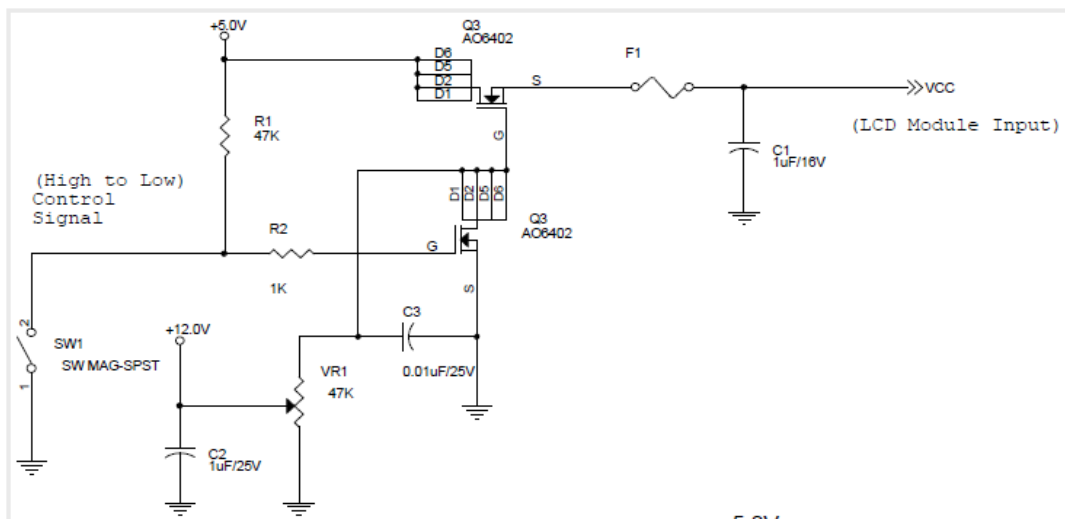 +5.0V
Q3
AO6402
D6
D5
D2
D1
S
G
F1
VCC
(LCD Module Input)
R1
47K
C1
1uF/16V
(High to Low)
Control
Signal
D1
D2
D5
D6
Q3
AO6402
R2
1K
G
S
C3
0.01uF/25V
2
SW1
SW MAG-SPST
1
+12.0V
VR1
47K
C2
1uF/25V